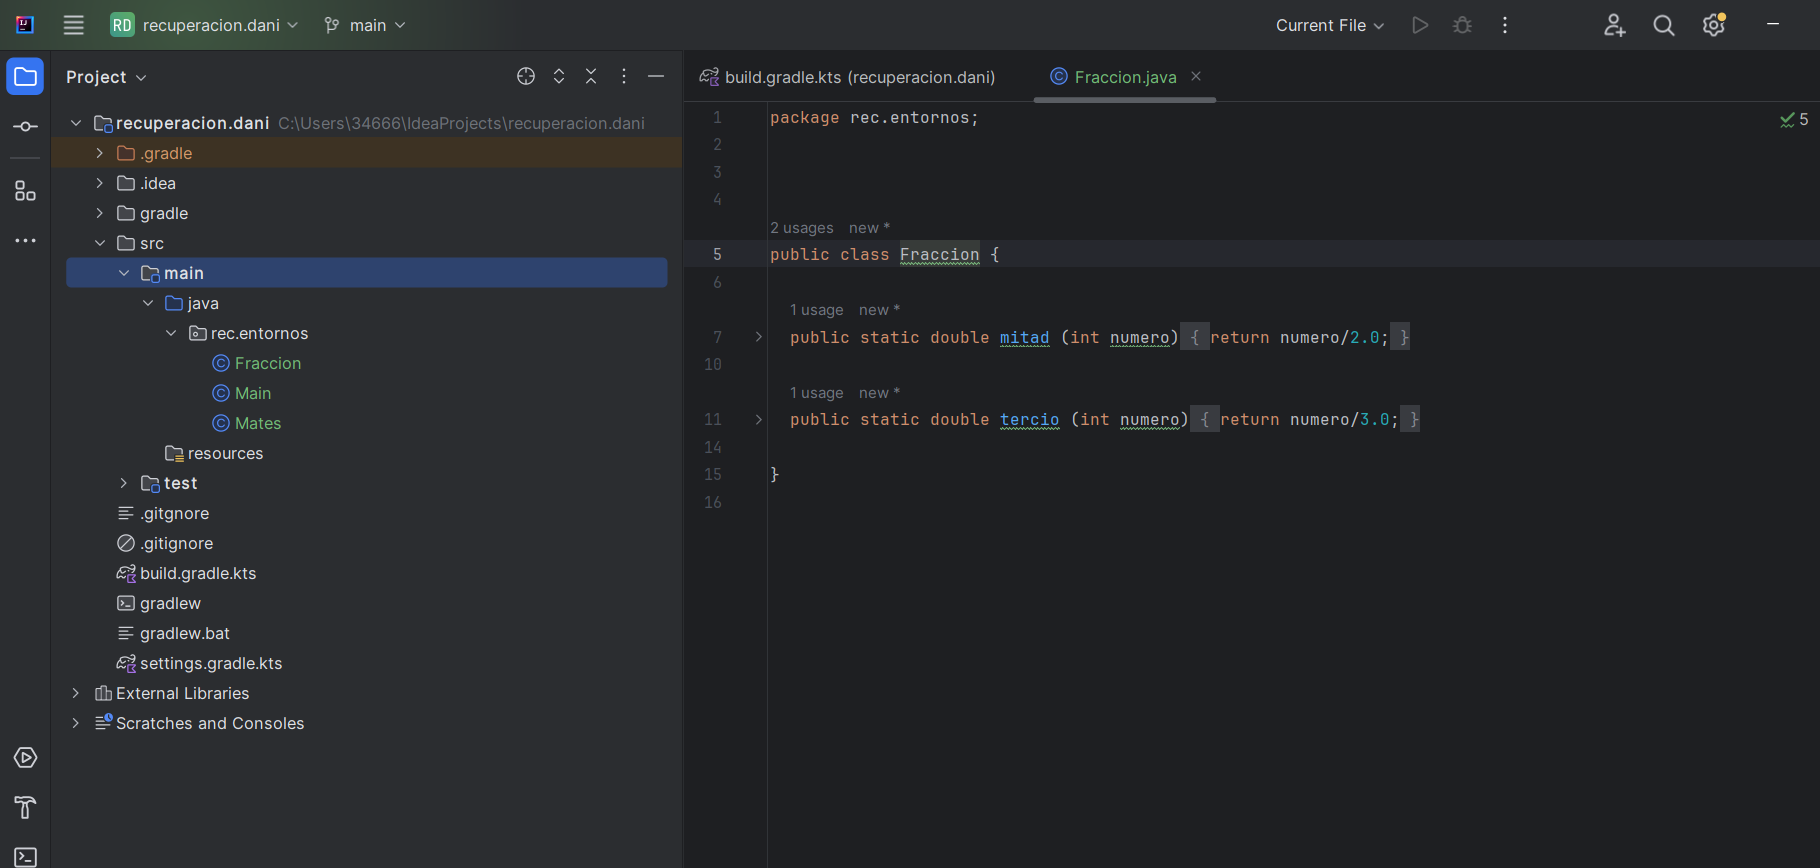 RD recuperacion.dani main Current File
Project
build.gradle.kts (recuperacion.dani) Fraccion.java
recuperacion.dani C:\Users\34666\IdeaProjects\recuperacion.dani
.gradle
.idea
gradle
src
main
java
rec.entornos
Fraccion
Main
Mates
resources
test
.gitgnore
.gitignore
build.gradle.kts
gradlew
gradlew.bat
settings.gradle.kts
External Libraries
Scratches and Consoles
1 package rec.entornos;
5
2
3
4
2 usages new *
5 public class Fraccion {
6
1 usage new *
7 public static double mitad (int numero) { return numero/2.0; }
10
1 usage new *
11 public static double tercio (int numero) { return numero/3.0; }
14
15 }
16